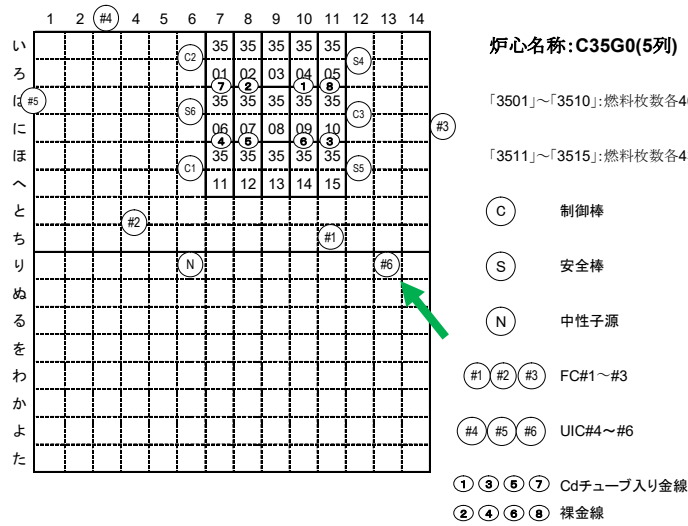 1 2 #4 4 5 6 7 8 9 10 11 12 13 14
炉心名称：C35G0(5列)
い 35 35 35 35 35
C2 S4
ろ 01 02 03 04 05
⑦ ② ① ⑧
「3501」～「3510」：燃料枚数各4
は #5 35 35 35 35 35
S6 C3
に 06 07 08 09 10 #3
④ ⑤ ⑥ ③
ほ 35 35 35 35 35
「3511」～「3515」：燃料枚数各4
C1 S5
へ 11 12 13 14 15
と
C 制御棒
#2 #1
ち
り N #6
S 安全棒
ぬ
る
N 中性子源
を
わ
#1 #2 #3 FC#1～#3
か
よ
#4 #5 #6 UIC#4～#6
た
① ③ ⑤ ⑦ Cdチューブ入り金線
② ④ ⑥ ⑧ 裸金線